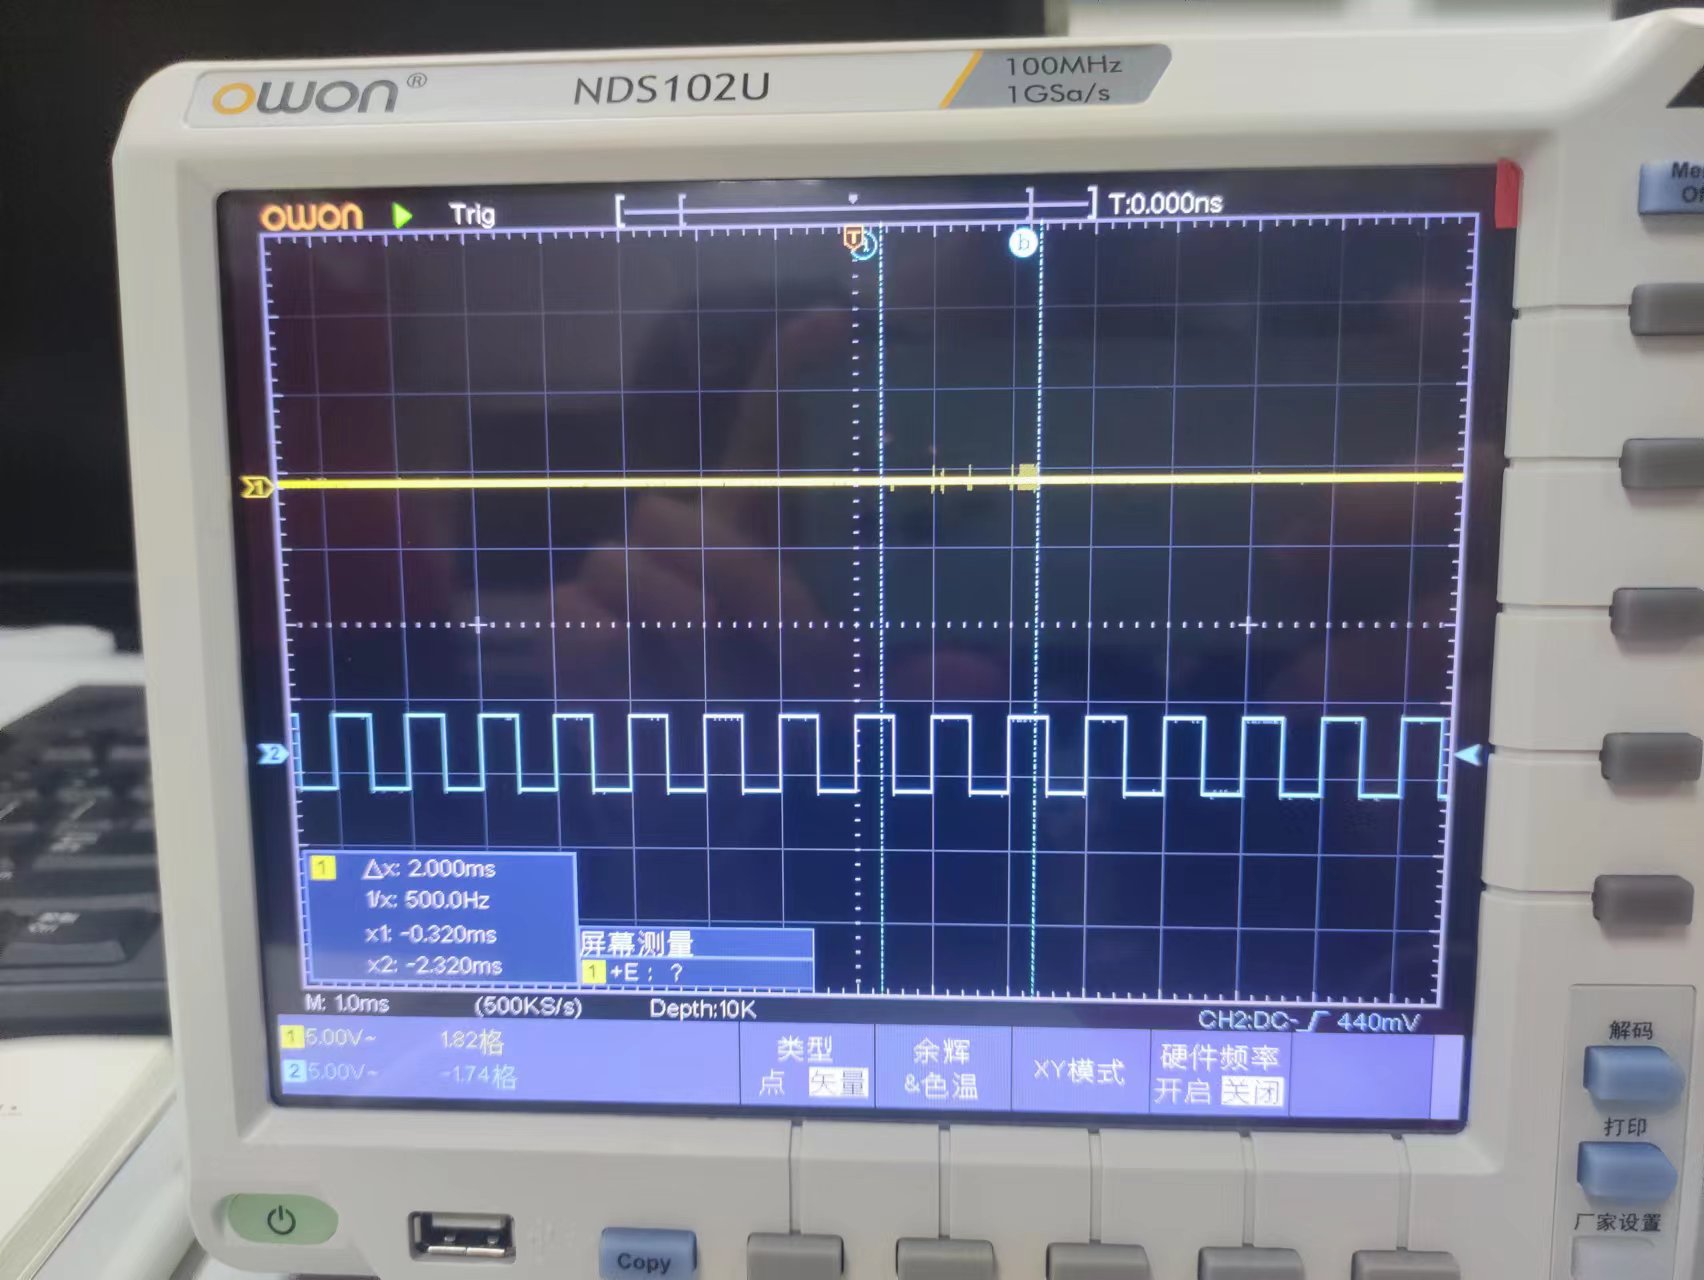 owon® NDS102U 100MHz
1GSa/s
owon Trig T:0.000ns
T b
1
2
1 Δx: 2.000ms
1/x: 500.0Hz
x1: -0.320ms
x2: -2.320ms
屏幕测量
1 +E : ?
M: 1.0ms (500KS/s) Depth:10K
CH2:DC- 440mV
1 5.00V~ 1.82格
2 5.00V~ -1.74格
类型
点 矢量
余辉
&色温
XY模式
硬件频率
开启 关闭
解码
打印
厂家设置
Copy